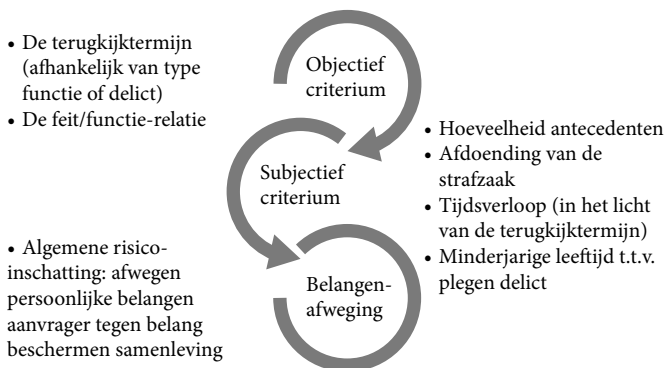 • De terugkijktermijn
(afhankelijk van type
functie of delict)
• De feit/functie-relatie
Objectief
criterium
Subjectief
criterium
• Hoeveelheid antecedenten
• Afdoending van de
strafzaak
• Tijdsverloop (in het licht
van de terugkijktermijn)
• Minderjarige leeftijd t.t.v.
plegen delict
• Algemene risico-
inschatting: afwegen
persoonlijke belangen
aanvrager tegen belang
beschermen samenleving
Belangen-
afweging